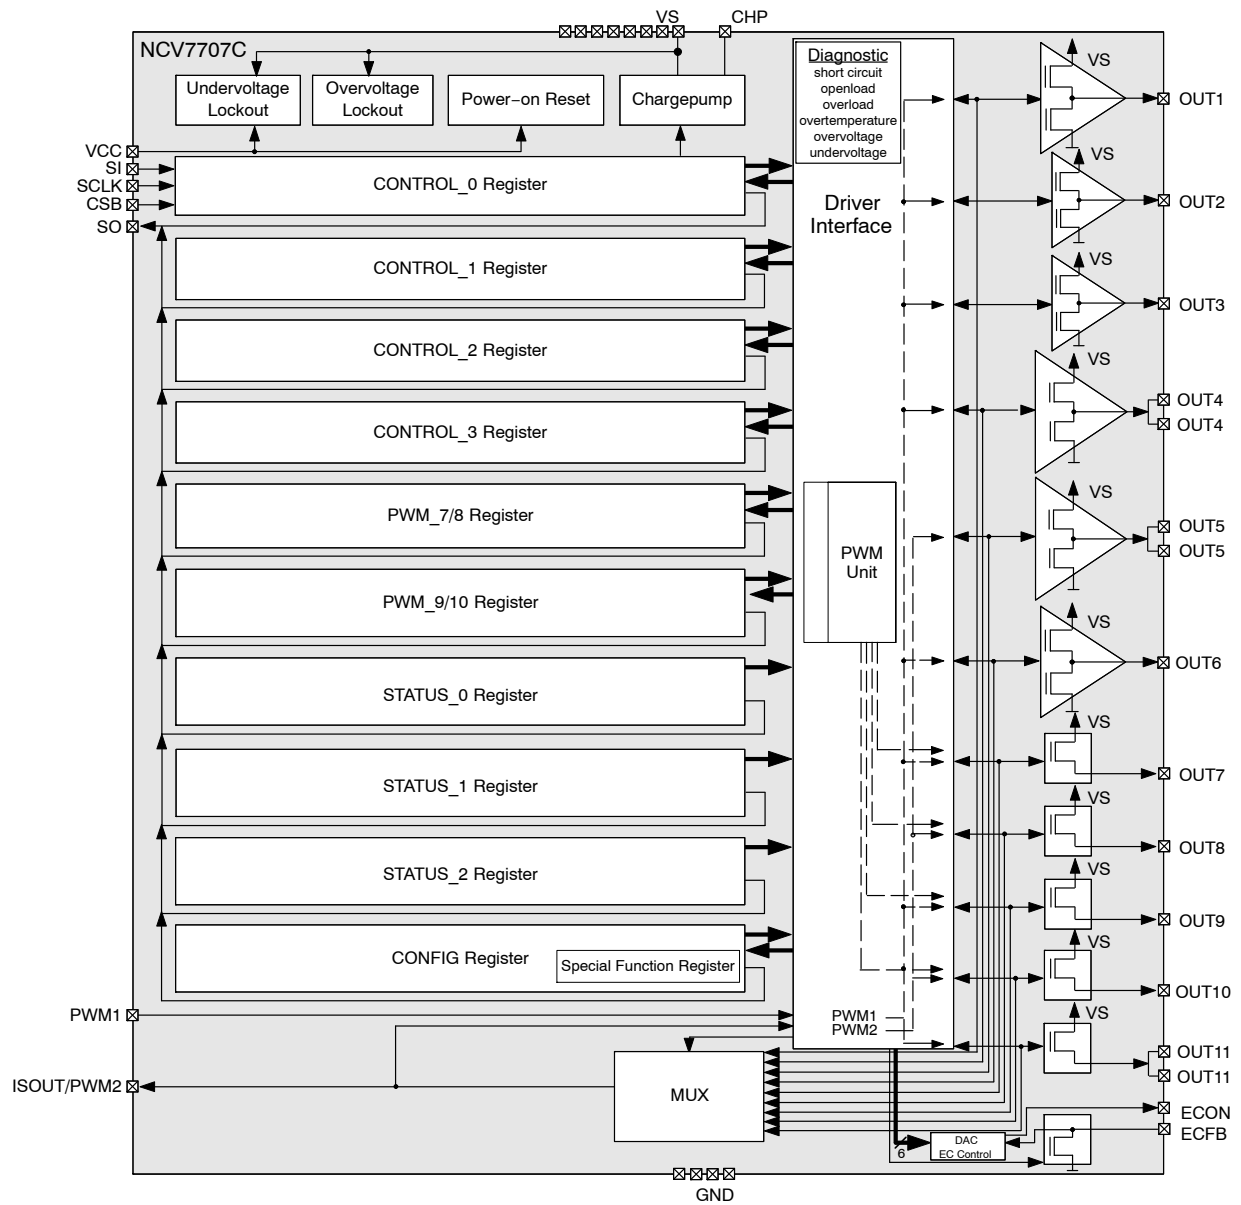 VS
CHP
NCV7707C
Undervoltage
Lockout
Overvoltage
Lockout
Power−on Reset
Chargepump
Diagnostic
short circuit
openload
overload
overtemperature
overvoltage
undervoltage
Driver
Interface
VCC
SI
SCLK
CSB
SO
CONTROL_0 Register
CONTROL_1 Register
CONTROL_2 Register
CONTROL_3 Register
PWM_7/8 Register
PWM_9/10 Register
STATUS_0 Register
STATUS_1 Register
STATUS_2 Register
CONFIG Register
Special Function Register
PWM
Unit
PWM1
PWM2
PWM1
ISOUT/PWM2
MUX
6
DAC
EC Control
GND
VS
OUT1
VS
OUT2
VS
OUT3
VS
OUT4
OUT4
VS
OUT5
OUT5
VS
OUT6
VS
OUT7
VS
OUT8
VS
OUT9
VS
OUT10
VS
OUT11
OUT11
ECON
ECFB